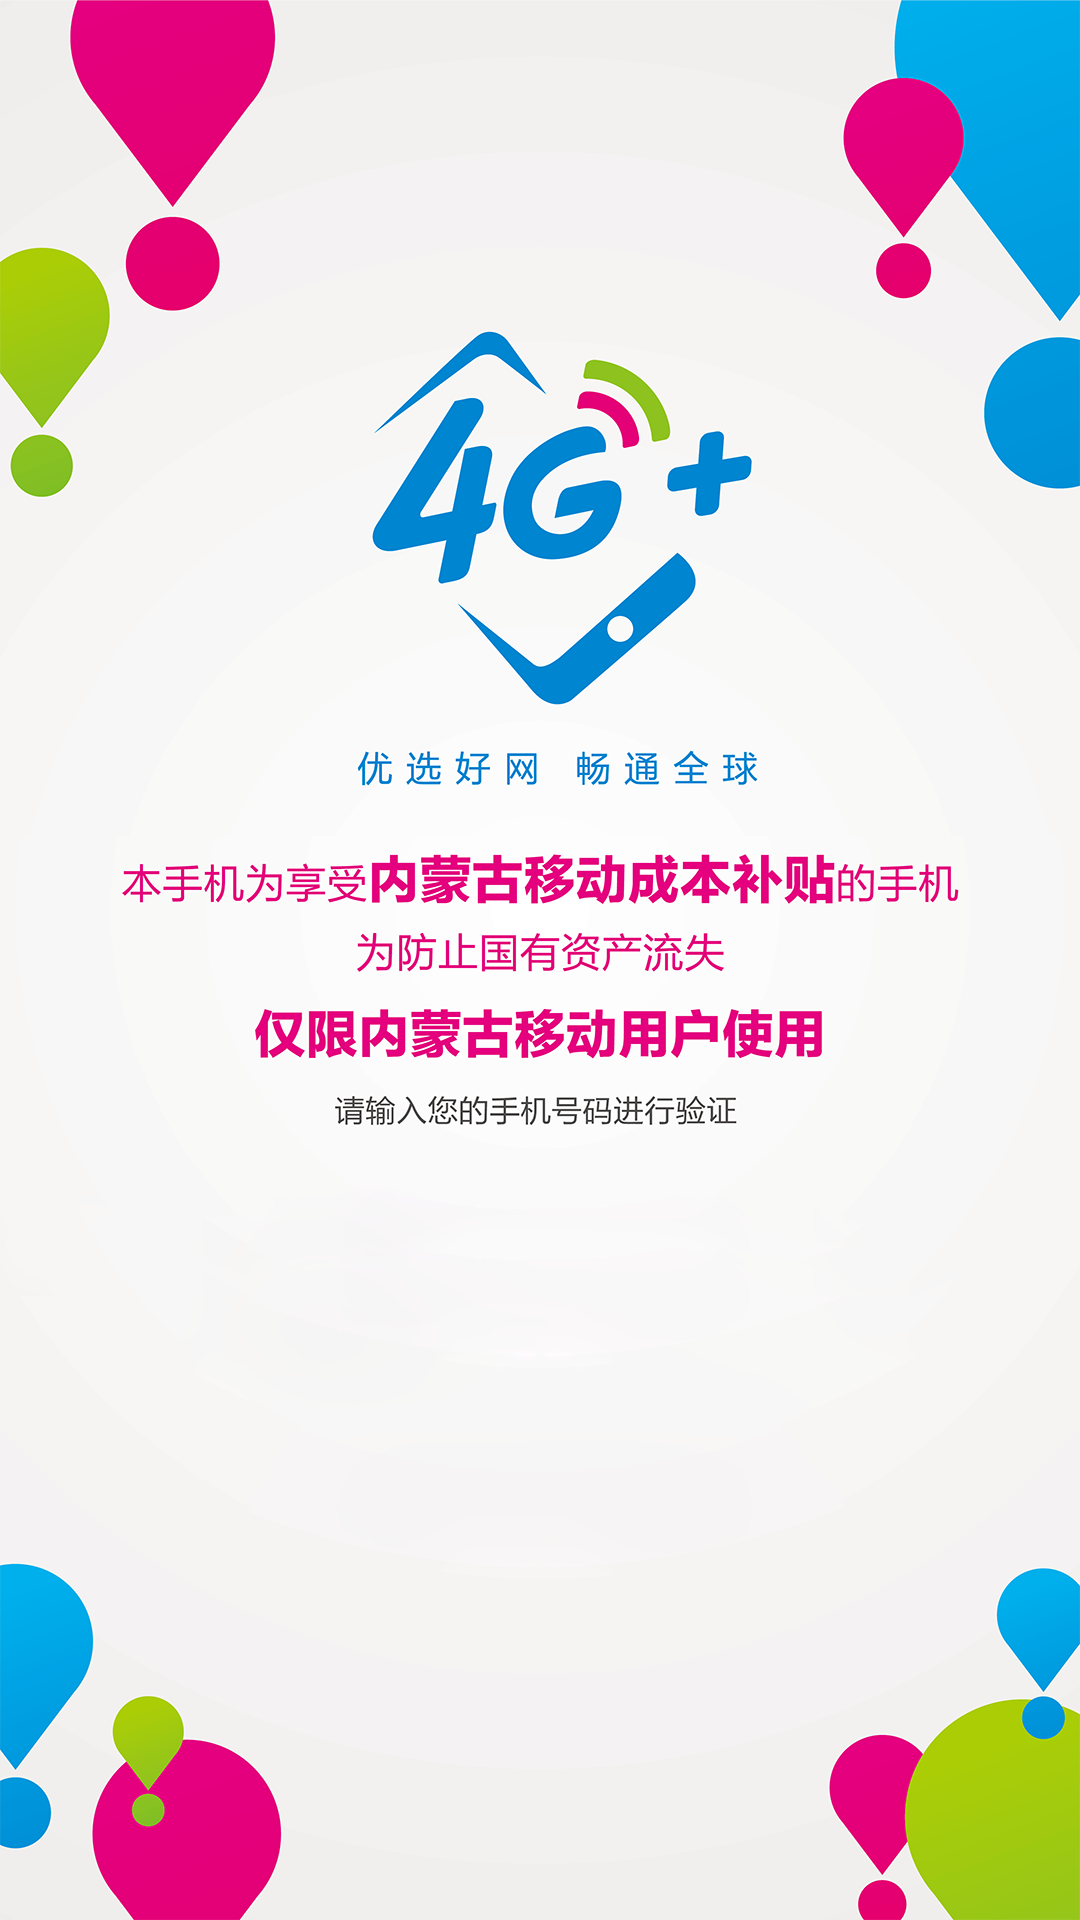 4G+
优选好网 畅通全球
本手机为享受内蒙古移动成本补贴的手机
为防止国有资产流失
仅限内蒙古移动用户使用
请输入您的手机号码进行验证